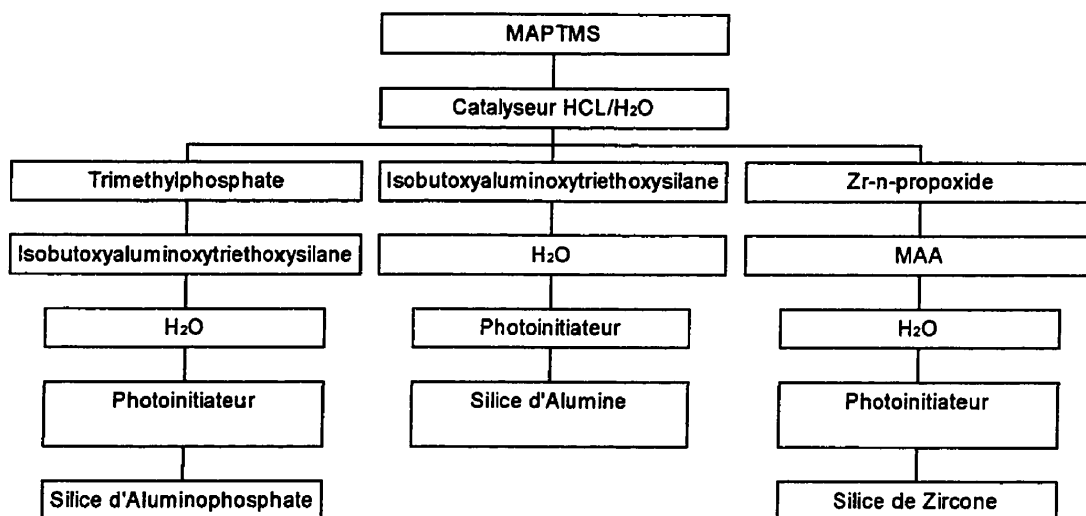 MAPTMS
Catalyseur HCL/H₂O
Trimethylphosphate
Isobutoxyaluminoxytriethoxysilane
Zr-n-propoxide
Isobutoxyaluminoxytriethoxysilane
H₂O
MAA
H₂O
Photoinitiateur
H₂O
Photoinitiateur
Silice d'Alumine
Photoinitiateur
Silice d'Aluminophosphate
Silice de Zircone